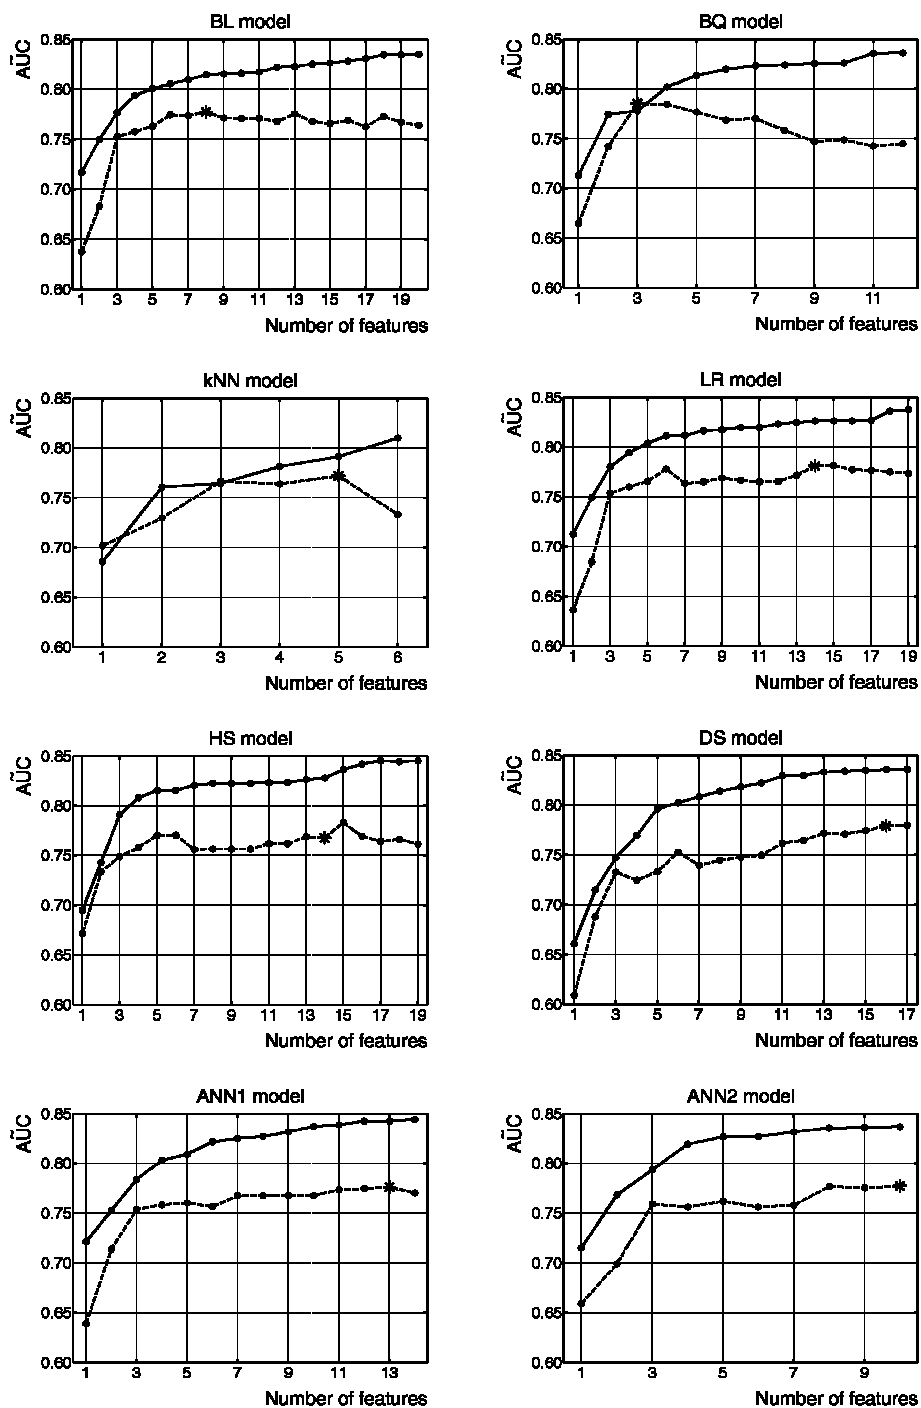 BL model
AŨC
0.85
0.80
0.75
0.70
0.65
0.60
1 3 5 7 9 11 13 15 17 19
Number of features
BQ model
AŨC
0.85
0.80
0.75
0.70
0.65
0.60
1 3 5 7 9 11
Number of features
kNN model
AŨC
0.85
0.80
0.75
0.70
0.65
0.60
1 2 3 4 5 6
Number of features
LR model
AŨC
0.85
0.80
0.75
0.70
0.65
0.60
1 3 5 7 9 11 13 15 17 19
Number of features
HS model
AŨC
0.85
0.80
0.75
0.70
0.65
0.60
1 3 5 7 9 11 13 15 17 19
Number of features
DS model
AŨC
0.85
0.80
0.75
0.70
0.65
0.60
1 3 5 7 9 11 13 15 17
Number of features
ANN1 model
AŨC
0.85
0.80
0.75
0.70
0.65
0.60
1 3 5 7 9 11 13
Number of features
ANN2 model
AŨC
0.85
0.80
0.75
0.70
0.65
0.60
1 3 5 7 9
Number of features